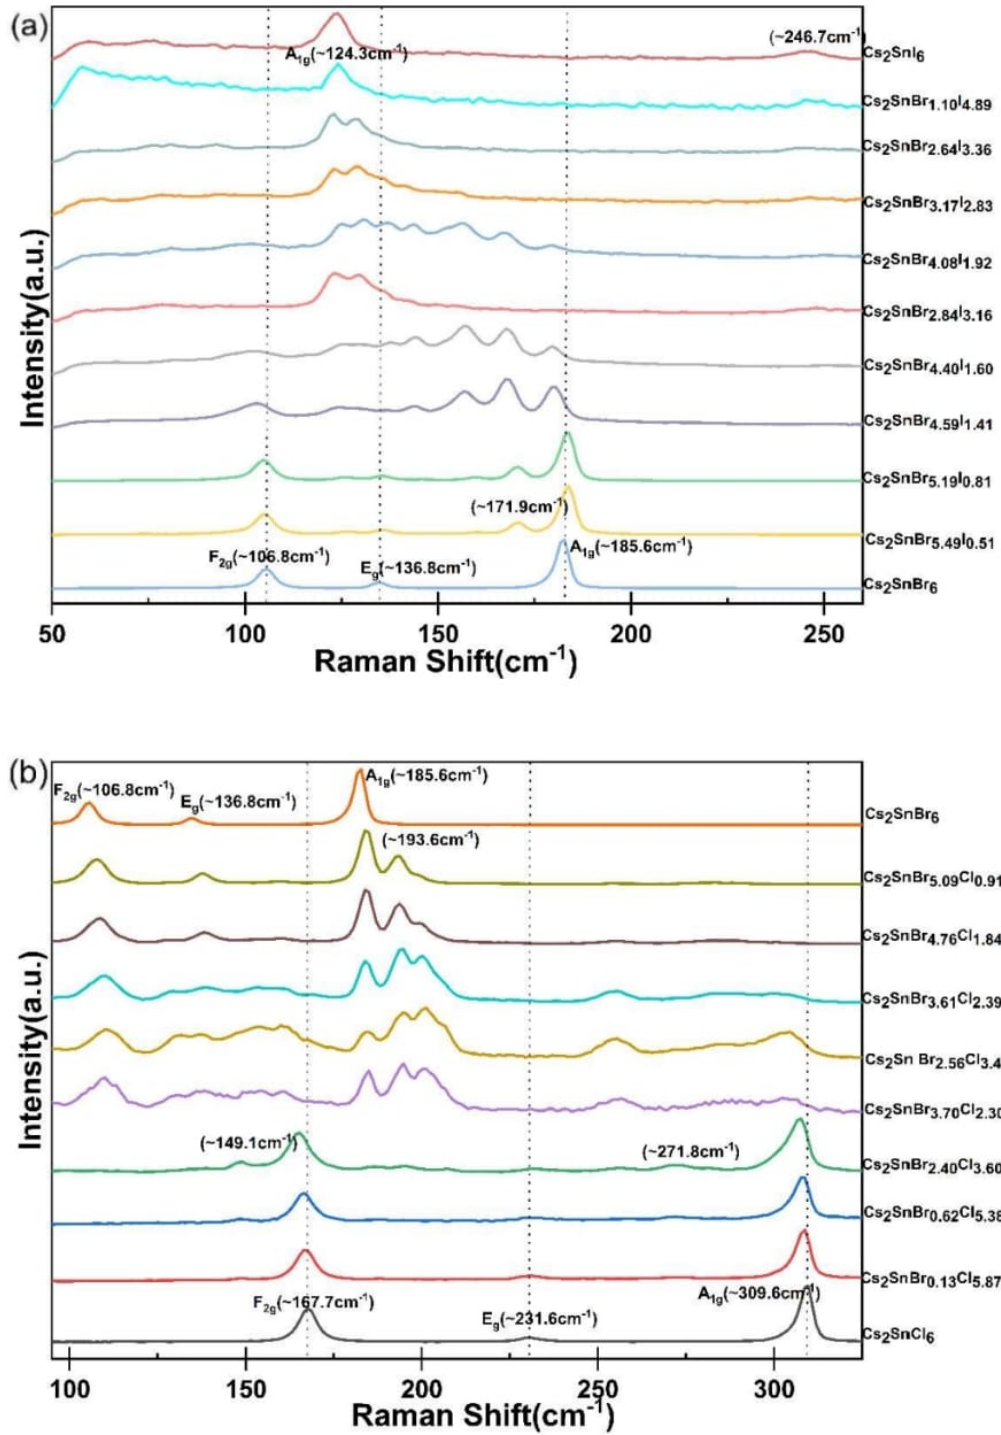 (a)
Cs2SnI6
(~246.7cm-1)
A1g(~124.3cm-1)
Cs2SnBr1.10I4.89
Cs2SnBr2.64I3.36
Cs2SnBr3.17I2.83
Cs2SnBr4.08I1.92
Cs2SnBr2.84I3.16
Cs2SnBr4.40I1.60
Cs2SnBr4.59I1.41
Cs2SnBr5.19I0.81
(~171.9cm-1)
Cs2SnBr5.49I0.51
F2g(~106.8cm-1)
Eg(~136.8cm-1)
A1g(~185.6cm-1)
Cs2SnBr6
Intensity(a.u.)
50 100 150 200 250
Raman Shift(cm-1)
(b)
F2g(~106.8cm-1)
Eg(~136.8cm-1)
A1g(~185.6cm-1)
Cs2SnBr6
(~193.6cm-1)
Cs2SnBr5.09Cl0.91
Cs2SnBr4.76Cl1.84
Cs2SnBr3.61Cl2.39
Cs2Sn Br2.56Cl3.4
Cs2SnBr3.70Cl2.30
(~149.1cm-1)
(~271.8cm-1)
Cs2SnBr2.40Cl3.60
Cs2SnBr0.62Cl5.38
Cs2SnBr0.13Cl5.87
F2g(~167.7cm-1)
Eg(~231.6cm-1)
A1g(~309.6cm-1)
Cs2SnCl6
Intensity(a.u.)
100 150 200 250 300
Raman Shift(cm-1)